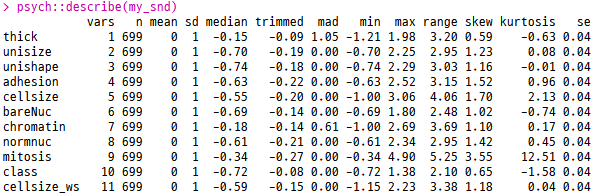 > psych::describe(my_snd)
vars n mean sd median trimmed mad min max range skew kurtosis se
thick 1 699 0 1 -0.15 -0.09 1.05 -1.21 1.98 3.20 0.59 -0.63 0.04
unisize 2 699 0 1 -0.70 -0.19 0.00 -0.70 2.25 2.95 1.23 0.08 0.04
unishape 3 699 0 1 -0.74 -0.18 0.00 -0.74 2.29 3.03 1.16 -0.01 0.04
adhesion 4 699 0 1 -0.63 -0.22 0.00 -0.63 2.52 3.15 1.52 0.96 0.04
cellsize 5 699 0 1 -0.55 -0.20 0.00 -1.00 3.06 4.06 1.70 2.13 0.04
bareNuc 6 699 0 1 -0.69 -0.14 0.00 -0.69 1.80 2.48 1.02 -0.74 0.04
chromatin 7 699 0 1 -0.18 -0.14 0.61 -1.00 2.69 3.69 1.10 0.17 0.04
normnuc 8 699 0 1 -0.61 -0.21 0.00 -0.61 2.34 2.95 1.42 0.45 0.04
mitosis 9 699 0 1 -0.34 -0.27 0.00 -0.34 4.90 5.25 3.55 12.51 0.04
class 10 699 0 1 -0.72 -0.08 0.00 -0.72 1.38 2.10 0.65 -1.58 0.04
cellsize_ws 11 699 0 1 -0.59 -0.15 0.00 -1.15 2.23 3.38 1.18 0.04 0.04